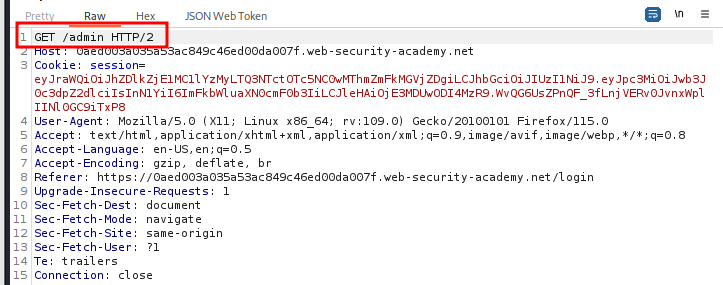 Pretty Raw Hex JSON Web Token \n
1 GET /admin HTTP/2
2 Host: 0aed003a035a53ac849c46ed00da007f.web-security-academy.net
3 Cookie: session=
eyJraWQiOiJhZDlkZjE1MC1lYzMyLTQ3NTctOTc5NC0wMThmZmFkMGVjZDgiLCJhbGciOiJIUzI1NiJ9.eyJpc3MiOiJwb3J
0c3dpZ2dlciIsInN1YiI6ImFkbWluaXN0cmF0b3IiLCJleHAiOjE3MDUwODI4MzR9.WvQG6UsZPnQF_3fLnjVERv0JvnxWpl
IINl0GC9iTxP8
4 User-Agent: Mozilla/5.0 (X11; Linux x86_64; rv:109.0) Gecko/20100101 Firefox/115.0
5 Accept: text/html,application/xhtml+xml,application/xml;q=0.9,image/avif,image/webp,*/*;q=0.8
6 Accept-Language: en-US,en;q=0.5
7 Accept-Encoding: gzip, deflate, br
8 Referer: https://0aed003a035a53ac849c46ed00da007f.web-security-academy.net/login
9 Upgrade-Insecure-Requests: 1
10 Sec-Fetch-Dest: document
11 Sec-Fetch-Mode: navigate
12 Sec-Fetch-Site: same-origin
13 Sec-Fetch-User: ?1
14 Te: trailers
15 Connection: close